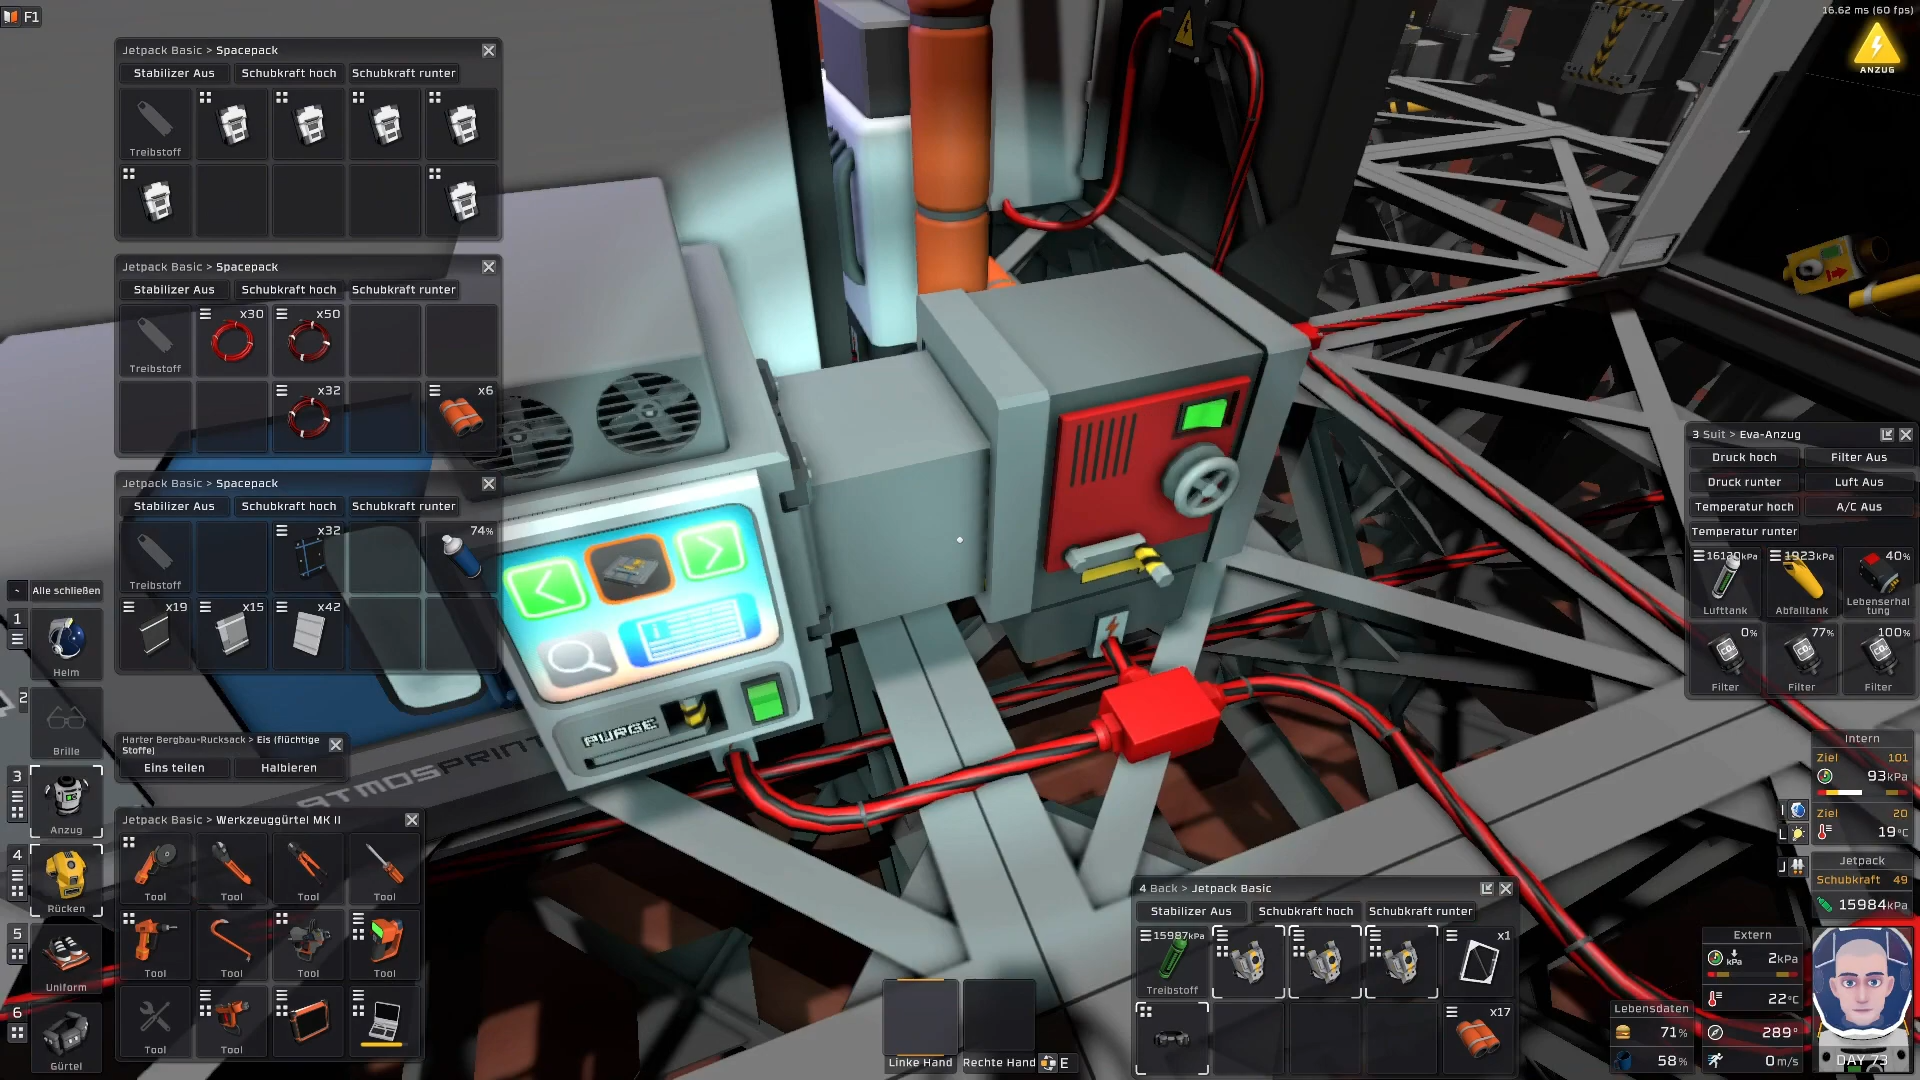 F1
16.62 ms (60 fps)
ANZUG
Jetpack Basic > Spacepack
Stabilizer Aus
Schubkraft hoch
Schubkraft runter
Treibstoff
Jetpack Basic > Spacepack
Stabilizer Aus
Schubkraft hoch
Schubkraft runter
x30
x50
Treibstoff
x32
x6
Jetpack Basic > Spacepack
Stabilizer Aus
Schubkraft hoch
Schubkraft runter
x32
74%
Treibstoff
x19
x15
x42
~
Alle schließen
1
Helm
2
Brille
3
Anzug
4
Rücken
5
Uniform
6
Gürtel
Harter Bergbau-Rucksack > Eis (flüchtige
Stoffe)
Eins teilen
Halbieren
Jetpack Basic > Werkzeuggürtel MK II
Tool
Tool
Tool
Tool
Tool
Tool
Tool
Tool
Tool
Tool
PURGE
ATMOSPRINT
3 Suit > Eva-Anzug
Druck hoch
Filter Aus
Druck runter
Luft Aus
Temperatur hoch
A/C Aus
Temperatur runter
16120kPa
1923kPa
40%
Lufttank
Abfalltank
Lebenserhal
tung
0%
77%
100%
Filter
Filter
Filter
Intern
Ziel 101
93kPa
I
Ziel 20
L
19°C
J
Jetpack
Schubkraft 49
15984kPa
Extern
kPa
2kPa
22°C
289°
0m/s
Lebensdaten
71%
58%
DAY 73
4 Back > Jetpack Basic
Stabilizer Aus
Schubkraft hoch
Schubkraft runter
15987kPa
x1
Treibstoff
x17
Linke Hand
Rechte Hand
E